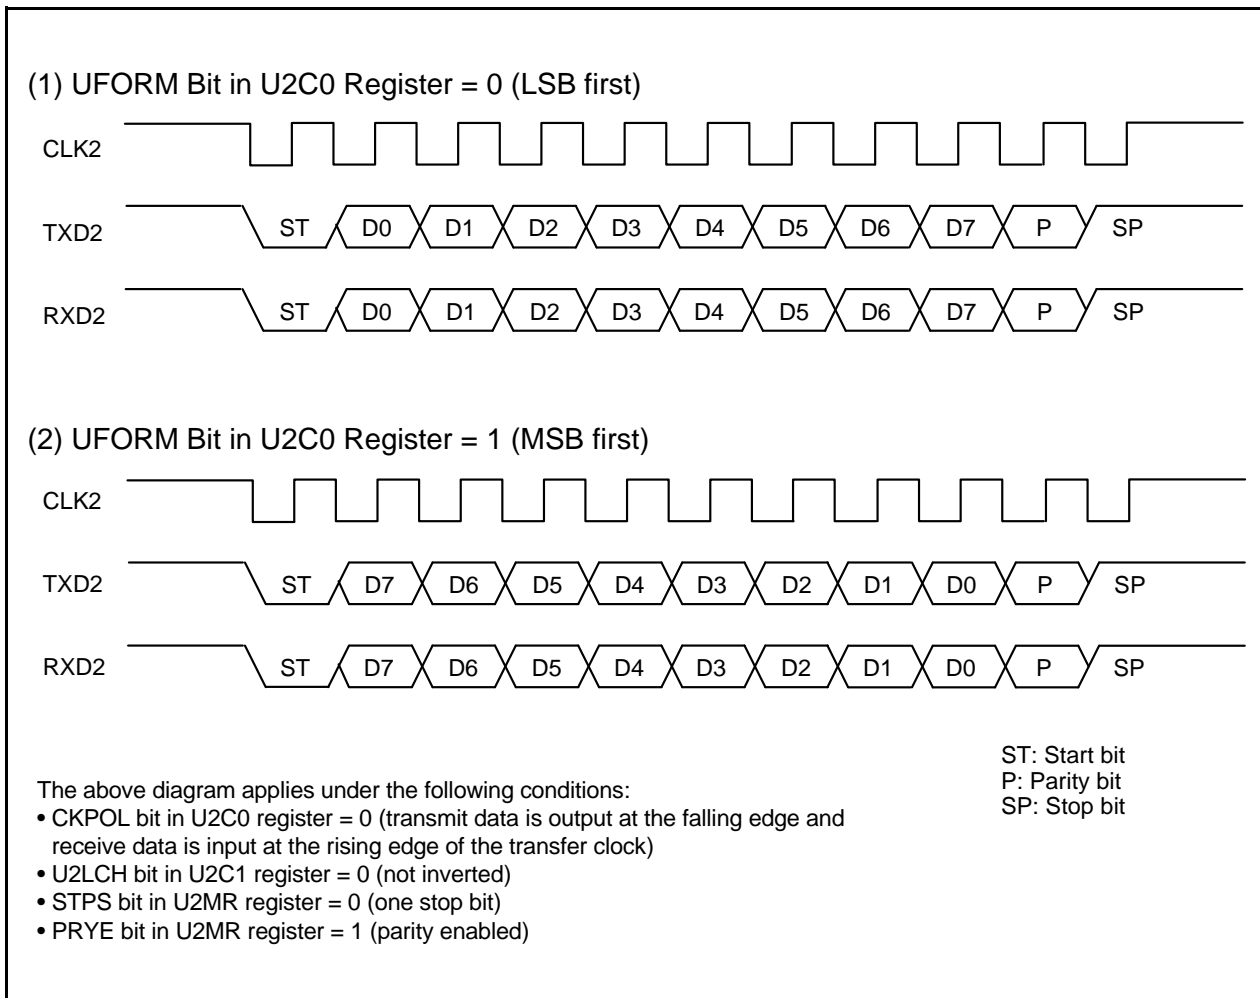 (1) UFORM Bit in U2C0 Register = 0 (LSB first)
CLK2
TXD2 ST D0 D1 D2 D3 D4 D5 D6 D7 P SP
RXD2 ST D0 D1 D2 D3 D4 D5 D6 D7 P SP
(2) UFORM Bit in U2C0 Register = 1 (MSB first)
CLK2
TXD2 ST D7 D6 D5 D4 D3 D2 D1 D0 P SP
RXD2 ST D7 D6 D5 D4 D3 D2 D1 D0 P SP
ST: Start bit
P: Parity bit
SP: Stop bit
The above diagram applies under the following conditions:
• CKPOL bit in U2C0 register = 0 (transmit data is output at the falling edge and
receive data is input at the rising edge of the transfer clock)
• U2LCH bit in U2C1 register = 0 (not inverted)
• STPS bit in U2MR register = 0 (one stop bit)
• PRYE bit in U2MR register = 1 (parity enabled)